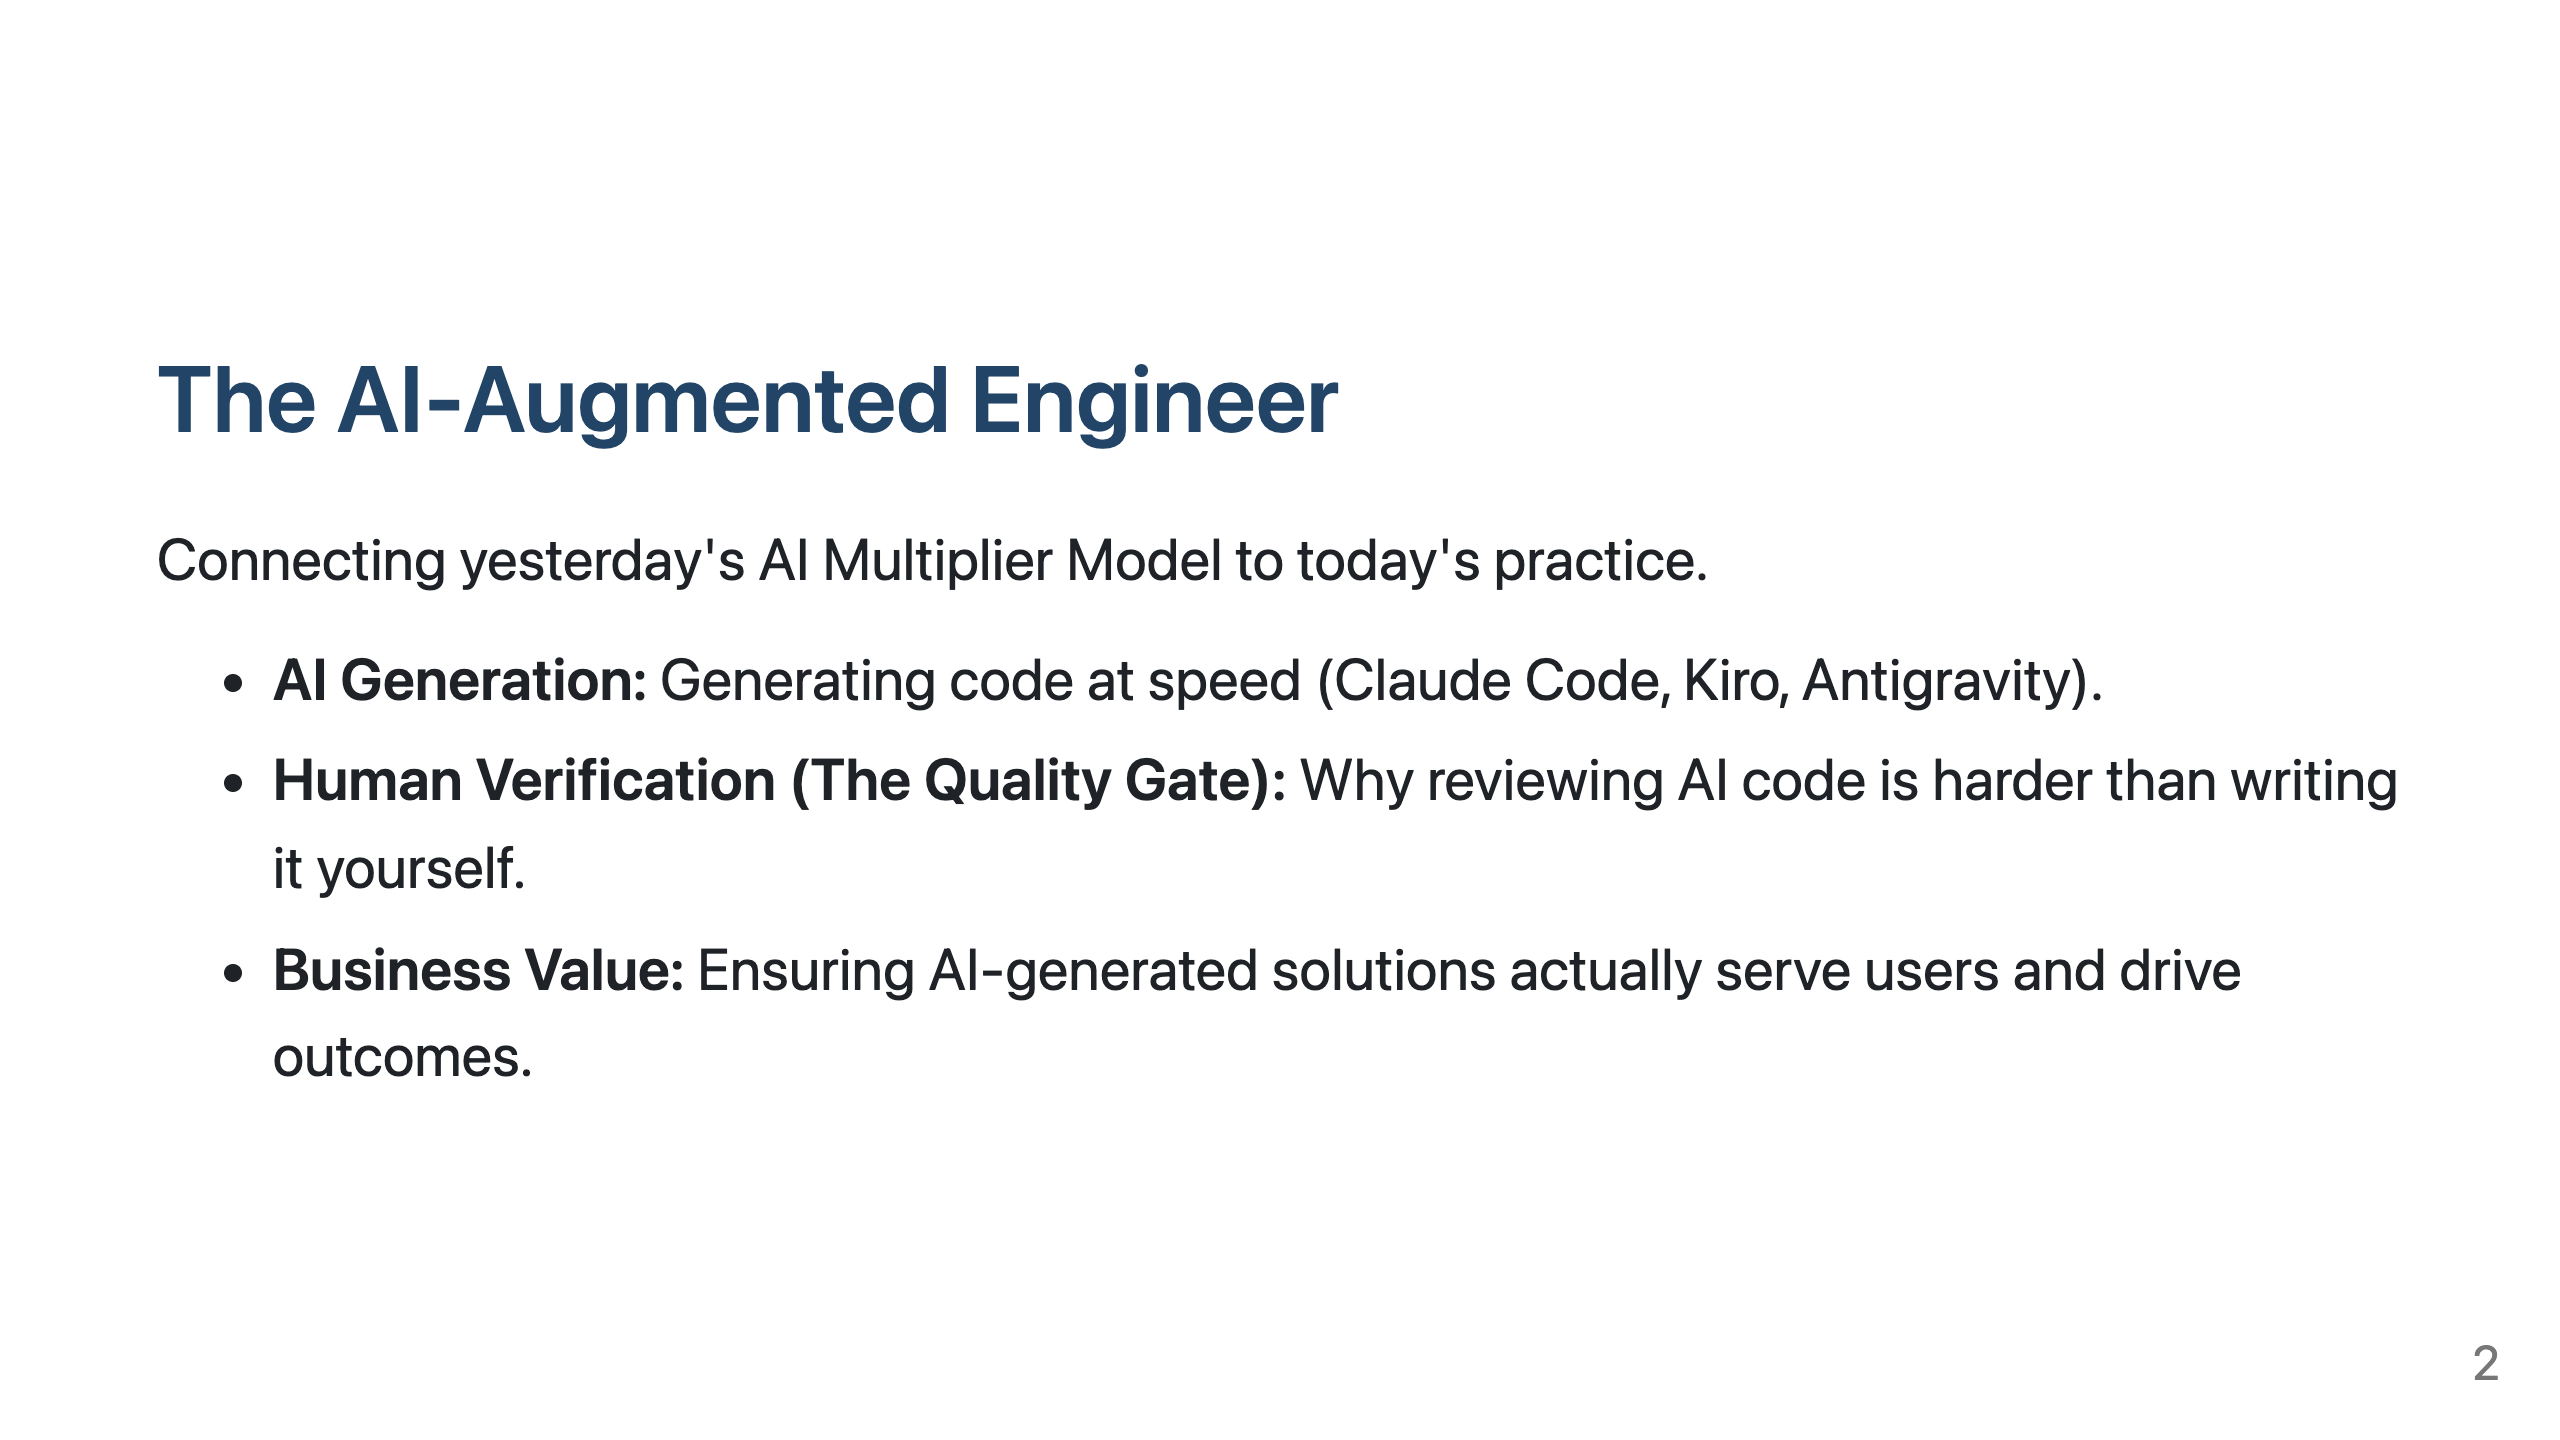 The AI-Augmented Engineer
Connecting yesterday's AI Multiplier Model to today's practice.
• AI Generation: Generating code at speed (Claude Code, Kiro, Antigravity).
• Human Verification (The Quality Gate): Why reviewing AI code is harder than writing
it yourself.
• Business Value: Ensuring AI-generated solutions actually serve users and drive
outcomes.
2